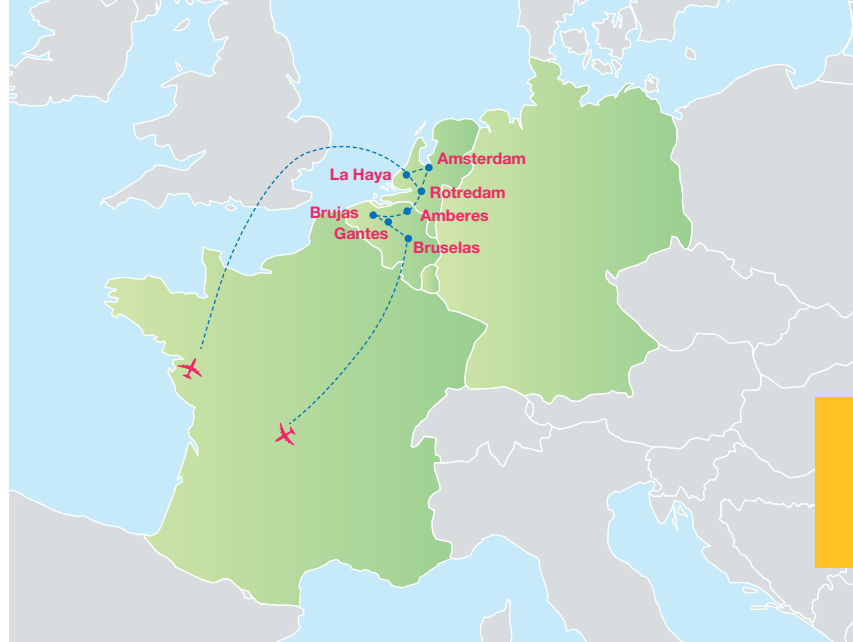 Amsterdam
La Haya
Rotredam
Brujas
Amberes
Gantes
Bruselas